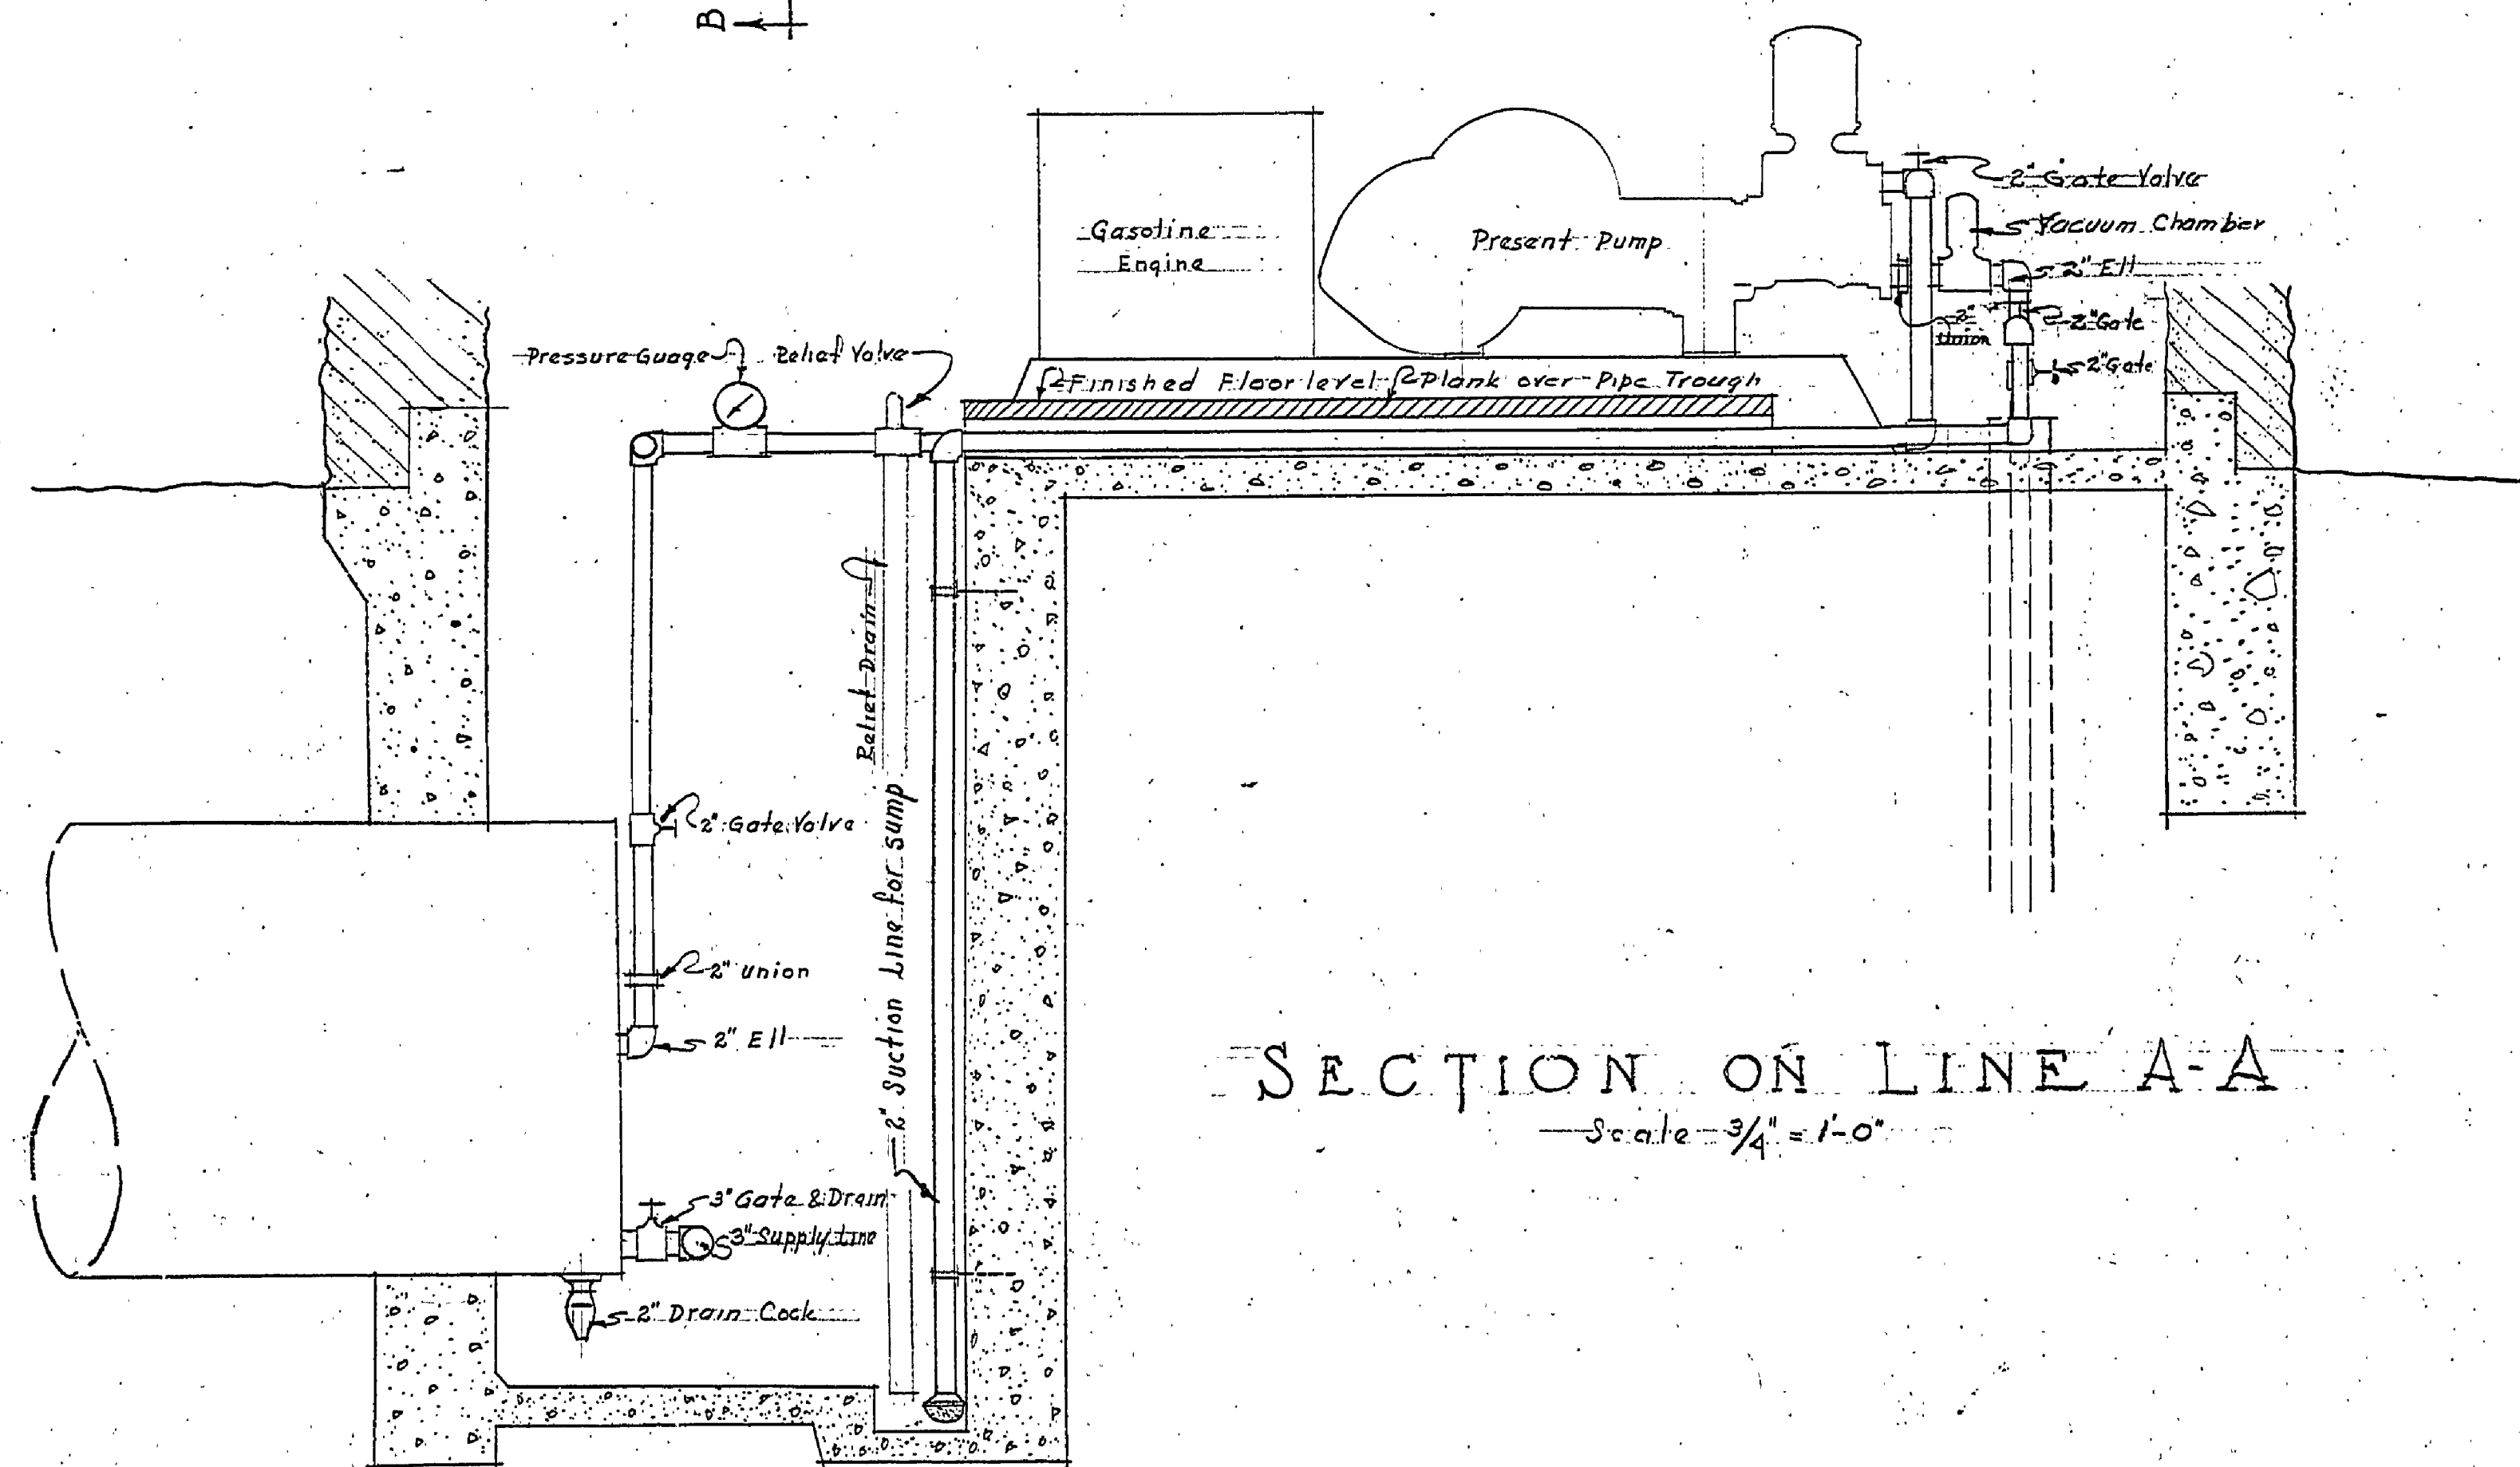 B
2" Gate Valve
Vacuum Chamber
Gasoline
Engine
Present Pump
2" Ell
2"
Union
2" Gate
2" Gate
Pressure Guage
Relief Valve
Finished Floor level
Plank over Pipe Trough
Relief Drain
2" Gate Valve
2" Suction Line for sump
2" union
2" Ell
SECTION ON LINE A-A
Scale 3/4" = 1'-0"
3" Gate & Drain
3" Supply Line
2" Drain Cock